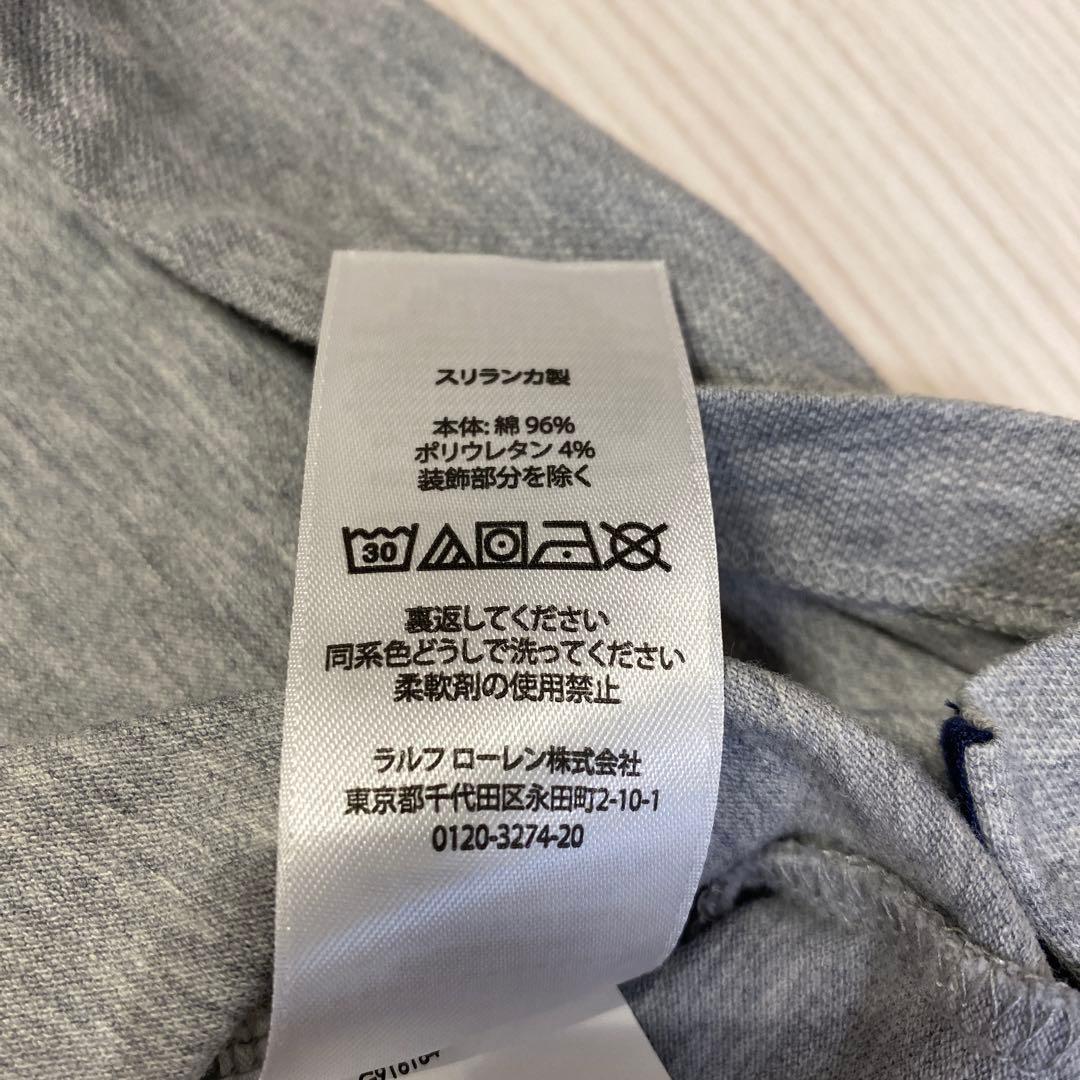 スリランカ製
本体: 綿 96%
ポリウレタン 4%
装飾部分を除く
30
裏返してください
同系色どうしで洗ってください
柔軟剤の使用禁止
ラルフ ローレン株式会社
東京都千代田区永田町2-10-1
0120-3274-20